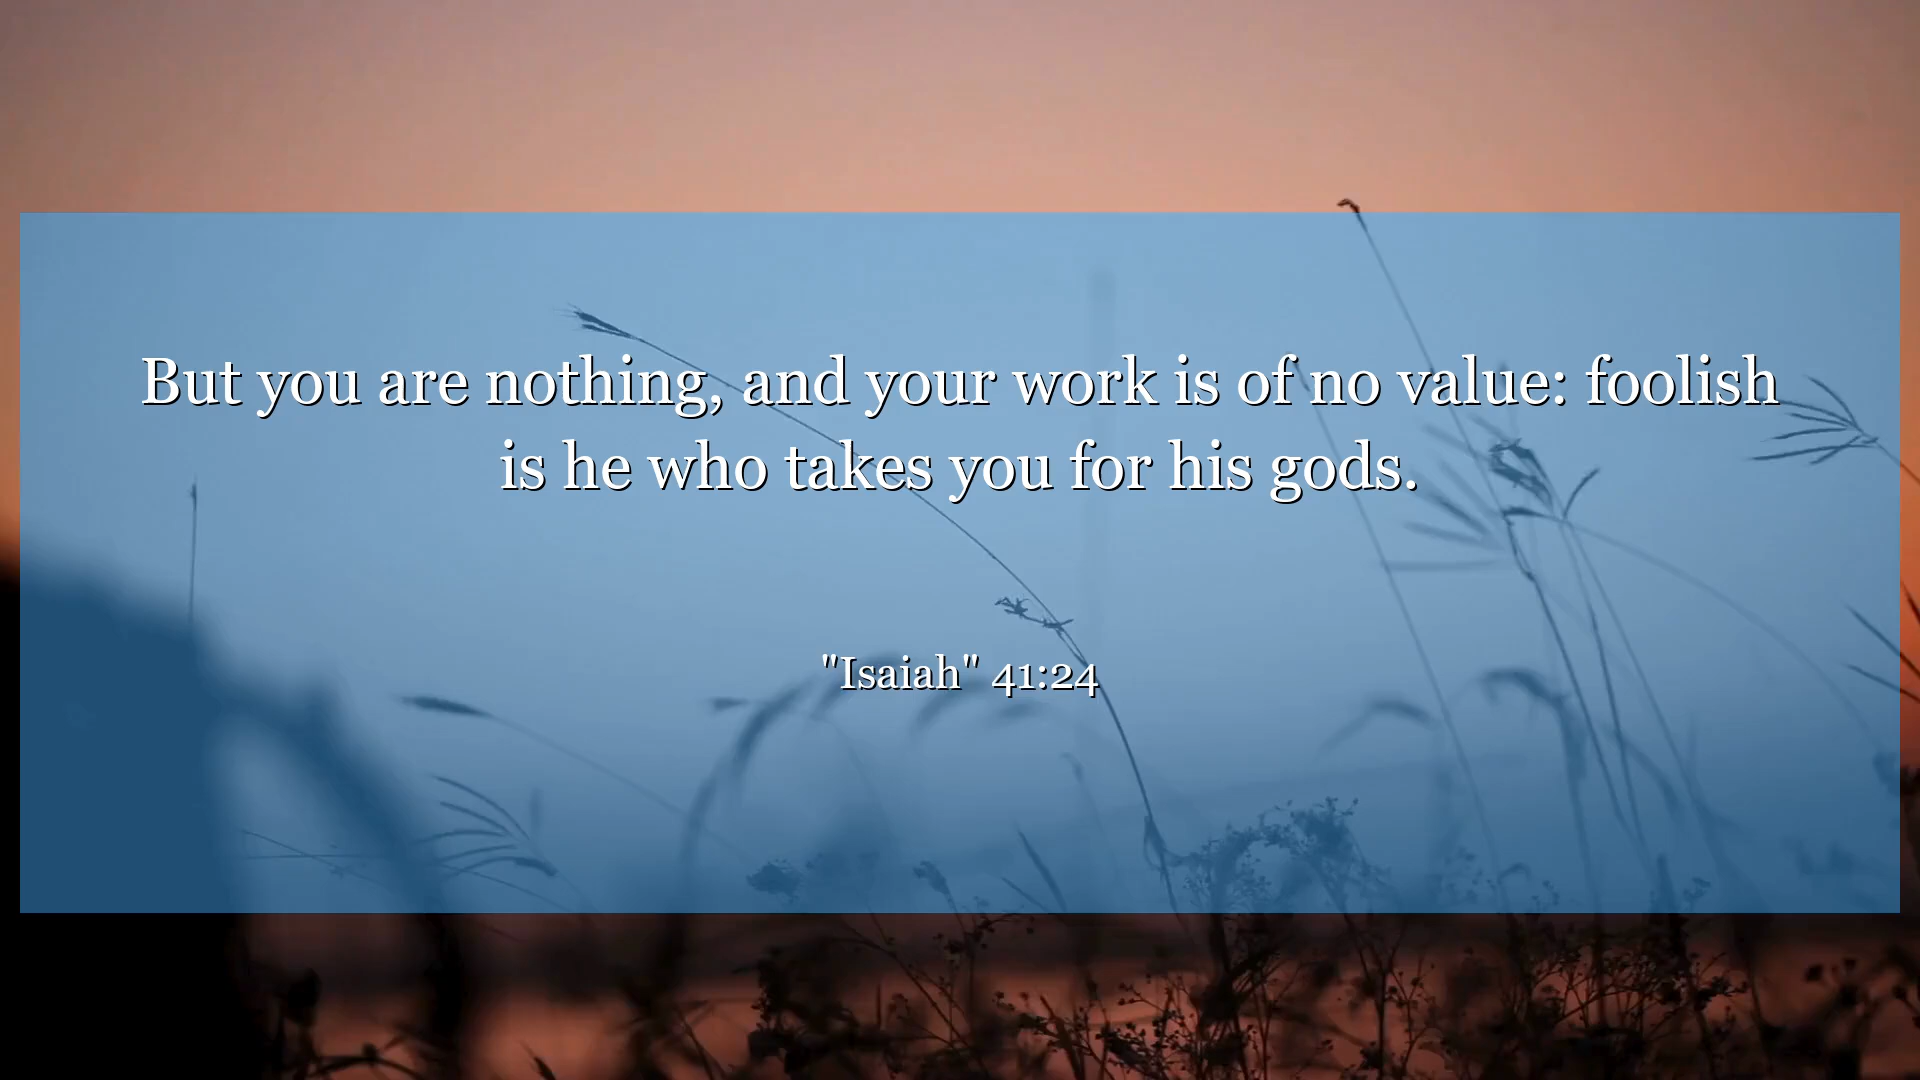 But you are nothing, and your work is of no value: foolish
is he who takes you for his gods.
"Isaiah" 41:24